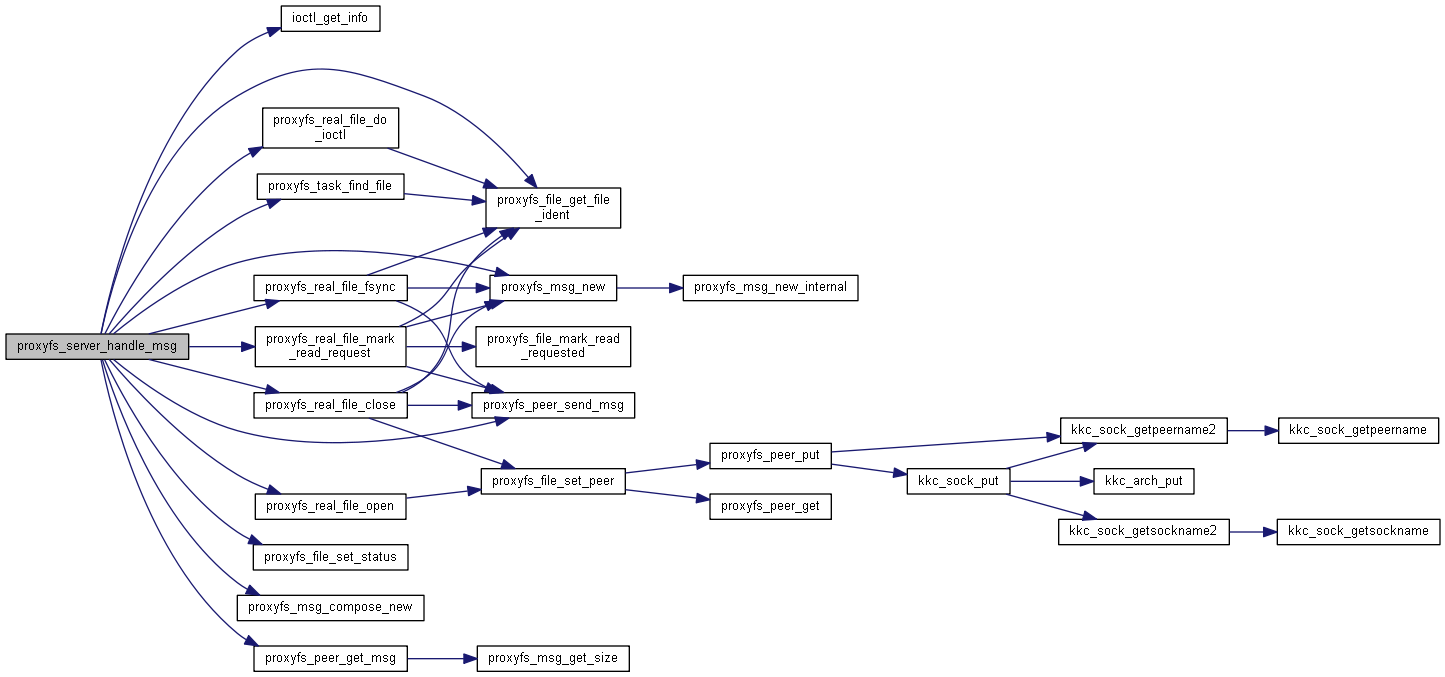 ioctl_get_info
proxyfs_real_file_do
_ioctl
proxyfs_task_find_file
proxyfs_file_get_file
_ident
proxyfs_real_file_fsync
proxyfs_msg_new
proxyfs_msg_new_internal
proxyfs_server_handle_msg
proxyfs_real_file_mark
_read_request
proxyfs_file_mark_read
_requested
proxyfs_real_file_close
proxyfs_peer_send_msg
kkc_sock_getpeername2
kkc_sock_getpeername
proxyfs_peer_put
proxyfs_file_set_peer
kkc_sock_put
kkc_arch_put
proxyfs_real_file_open
proxyfs_peer_get
kkc_sock_getsockname2
kkc_sock_getsockname
proxyfs_file_set_status
proxyfs_msg_compose_new
proxyfs_peer_get_msg
proxyfs_msg_get_size